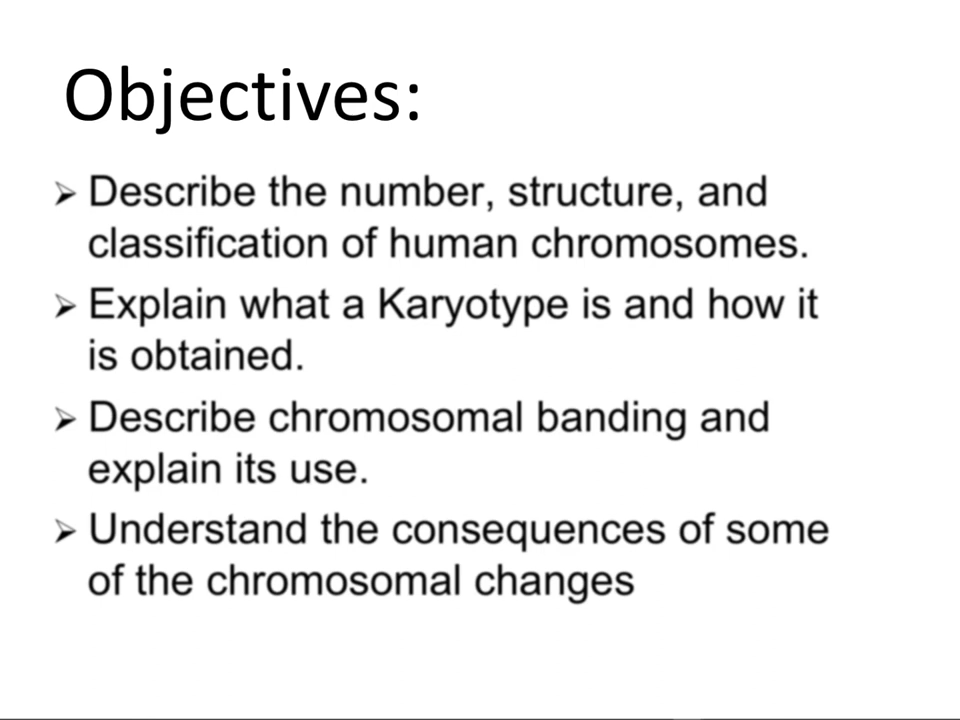 Objectives:
➢ Describe the number, structure, and
classification of human chromosomes.
➢ Explain what a Karyotype is and how it
is obtained.
➢ Describe chromosomal banding and
explain its use.
➢ Understand the consequences of some
of the chromosomal changes